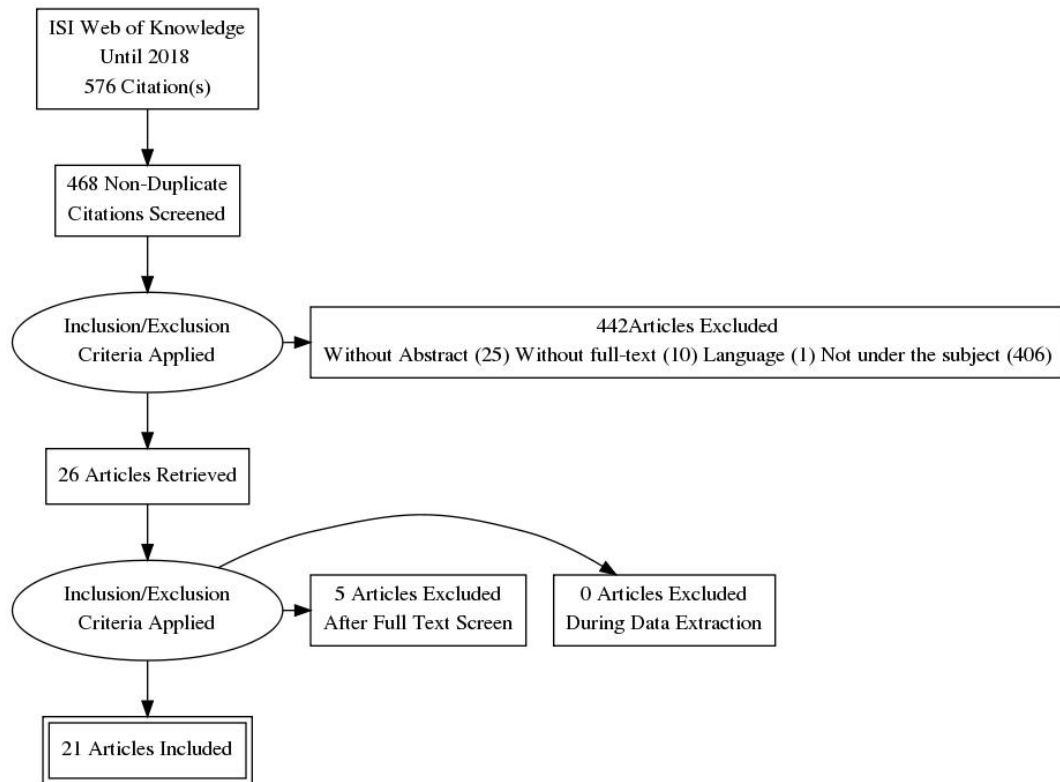 ISI Web of Knowledge
Until 2018
576 Citation(s)
468 Non-Duplicate
Citations Screened
Inclusion/Exclusion
Criteria Applied
442Articles Excluded
Without Abstract (25) Without full-text (10) Language (1) Not under the subject (406)
26 Articles Retrieved
Inclusion/Exclusion
Criteria Applied
5 Articles Excluded
After Full Text Screen
0 Articles Excluded
During Data Extraction
21 Articles Included